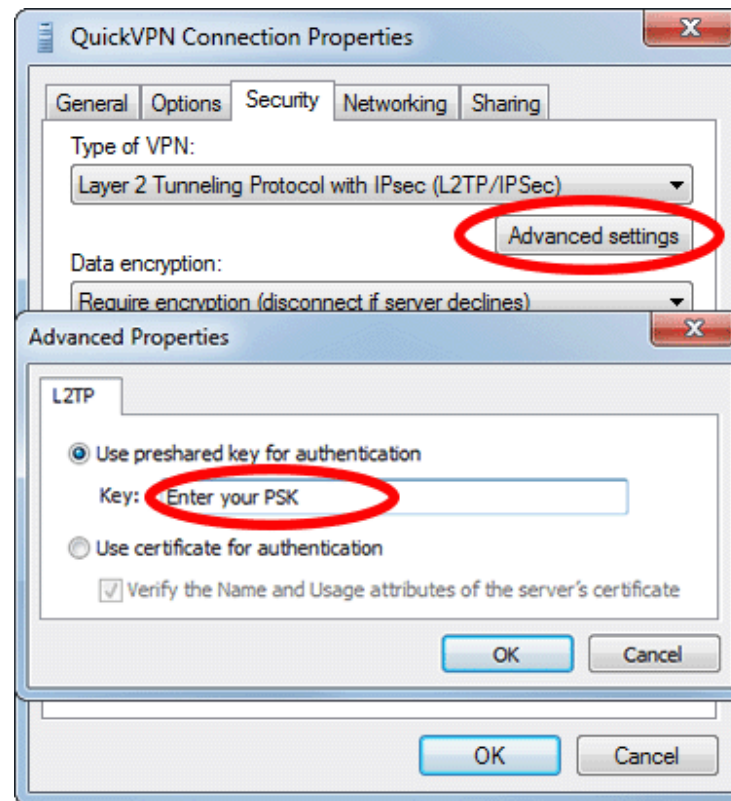 QuickVPN Connection Properties
General Options Security Networking Sharing
Type of VPN:
Layer 2 Tunneling Protocol with IPsec (L2TP/IPSec)
Advanced settings
Data encryption:
Require encryption (disconnect if server declines)
Advanced Properties
L2TP
Use preshared key for authentication
Key: Enter your PSK
Use certificate for authentication
Verify the Name and Usage attributes of the server's certificate
OK Cancel
OK Cancel